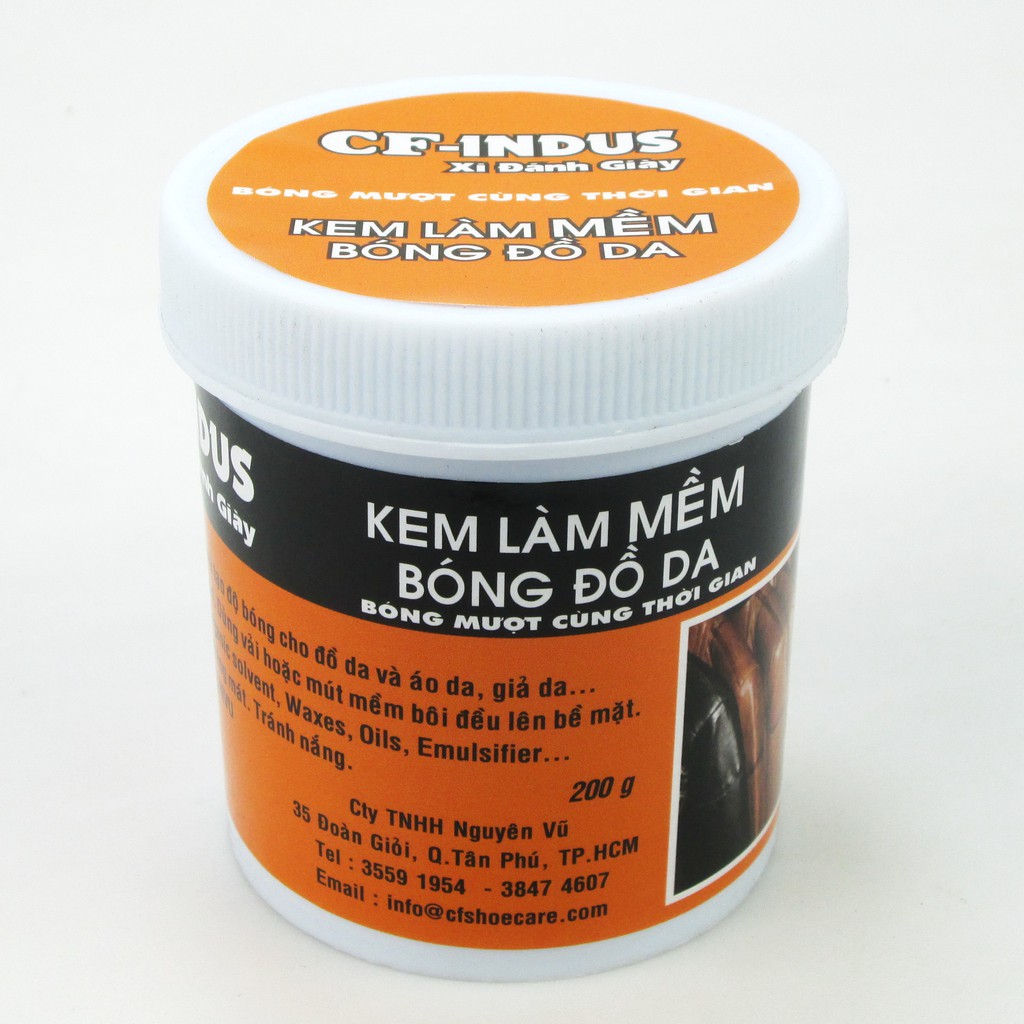 CF-INDUS
Xi Đánh Giày
BÓNG MƯỢT CÙNG THỜI GIAN
KEM LÀM MỀM
BÓNG ĐỒ DA
DUS
Giày
KEM LÀM MỀM
BÓNG ĐỒ DA
BÓNG MƯỢT CÙNG THỜI GIAN
độ bóng cho đồ da và áo da, giả da...
Dùng vải hoặc mút mềm bôi đều lên bề mặt.
solvent, Waxes, Oils, Emulsifier...
mát. Tránh nắng.
200 g
Cty TNHH Nguyên Vũ
35 Đoàn Giỏi, Q.Tân Phú, TP.HCM
Tel : 3559 1954 - 3847 4607
Email : info@cfshoecare.com